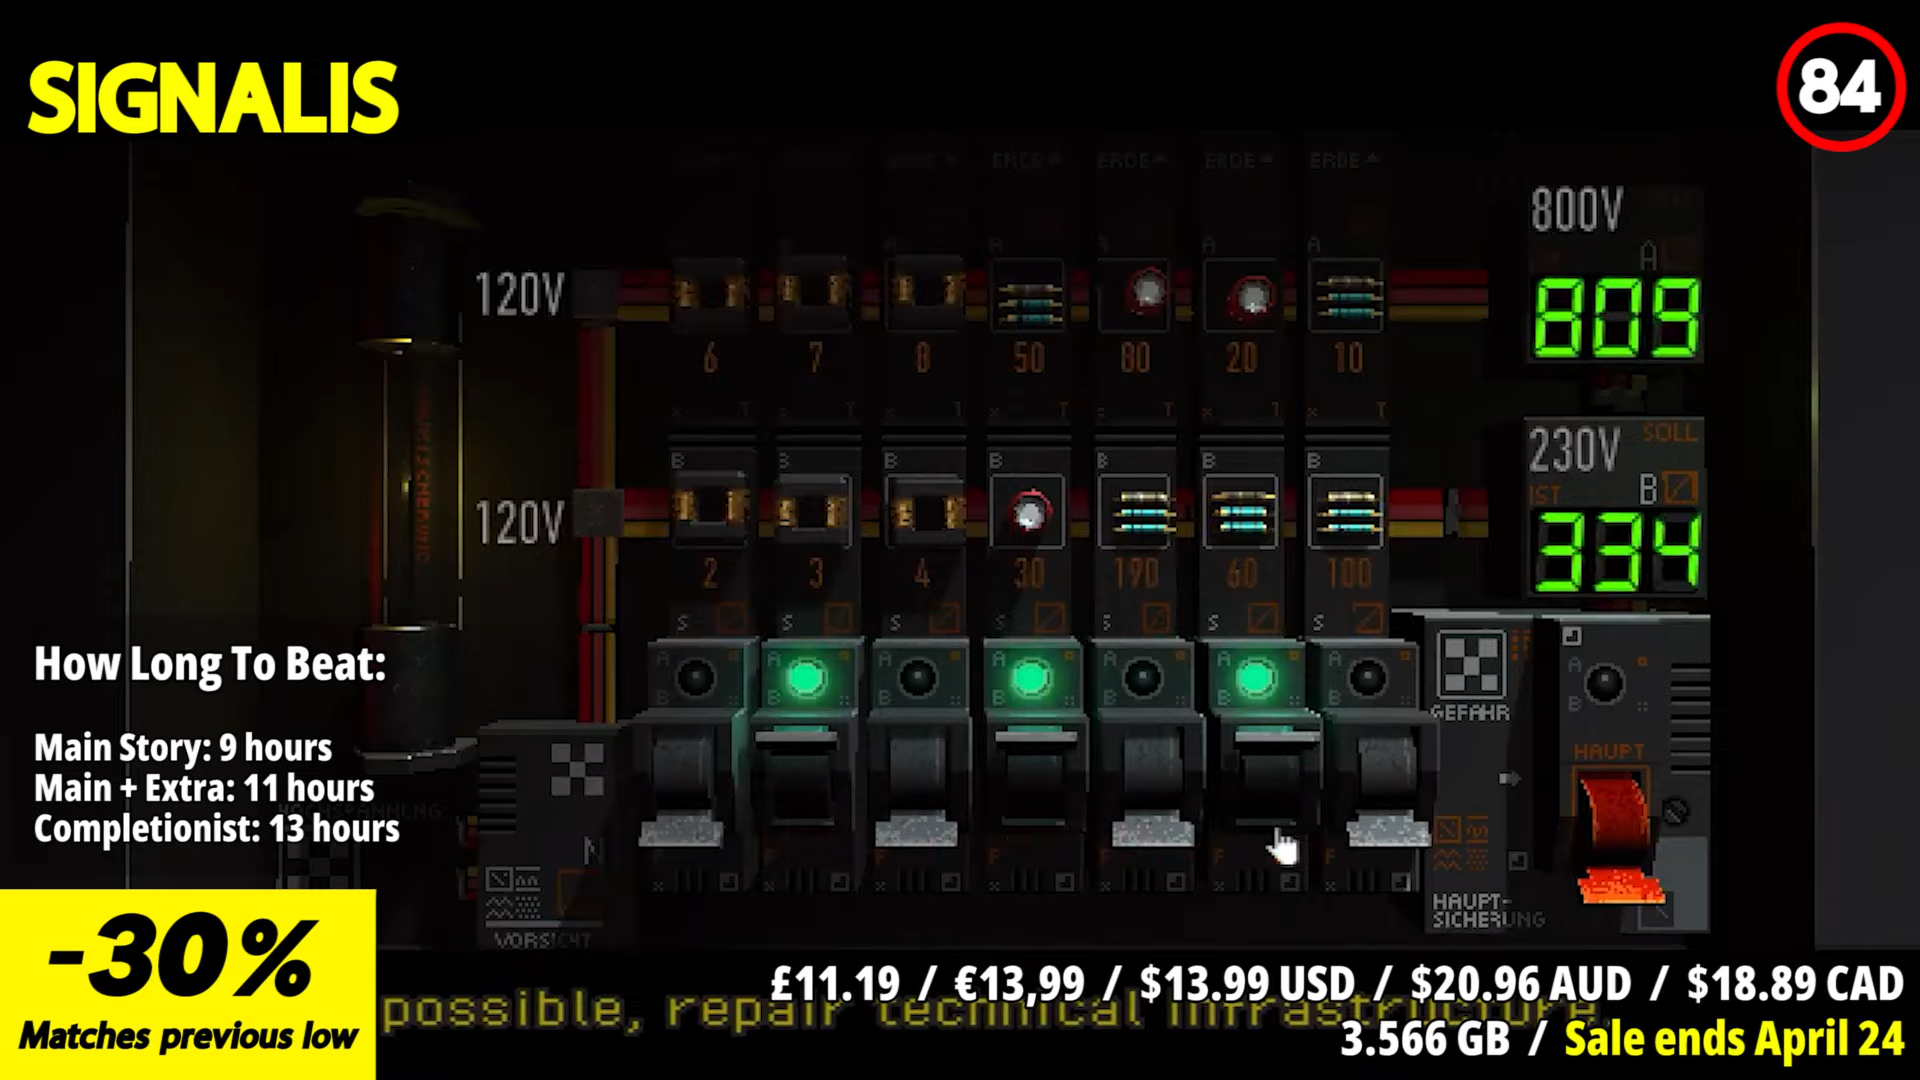 SIGNALIS
84
ERDE ERDE ERDE
800V
A
A A A A
120V
809
6 7 8 50 80 20 10
230V SOLL
IST B
B B B B B B
120V
334
2 3 4 30 190 60 100
S S S S S S
A A A A A A A
B B B B B B
GEFAHR
HAUPT
How Long To Beat:
Main Story: 9 hours
Main + Extra: 11 hours
Completionist: 13 hours
N
HAUPT-
SICHERUNG
VORSICHT
-30%
Matches previous low
£11.19 / €13,99 / $13.99 USD / $20.96 AUD / $18.89 CAD
possible, repair technical infrastructure.
3.566 GB / Sale ends April 24